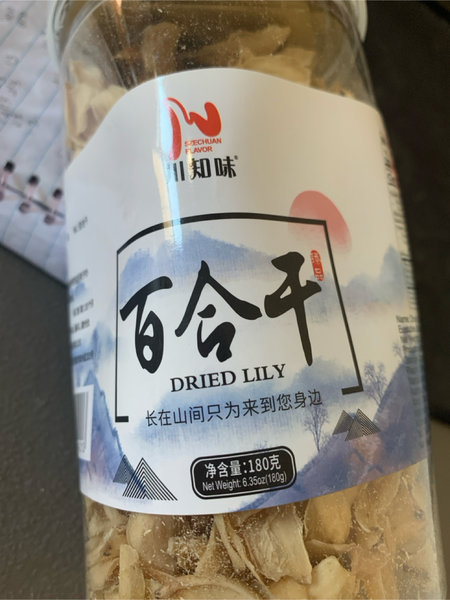 SZECHUAN
FLAVOR
川知味®
百合干
DRIED LILY
长在山间只为来到您身边
净含量:180克
Net Weight: 6.35oz(180g)